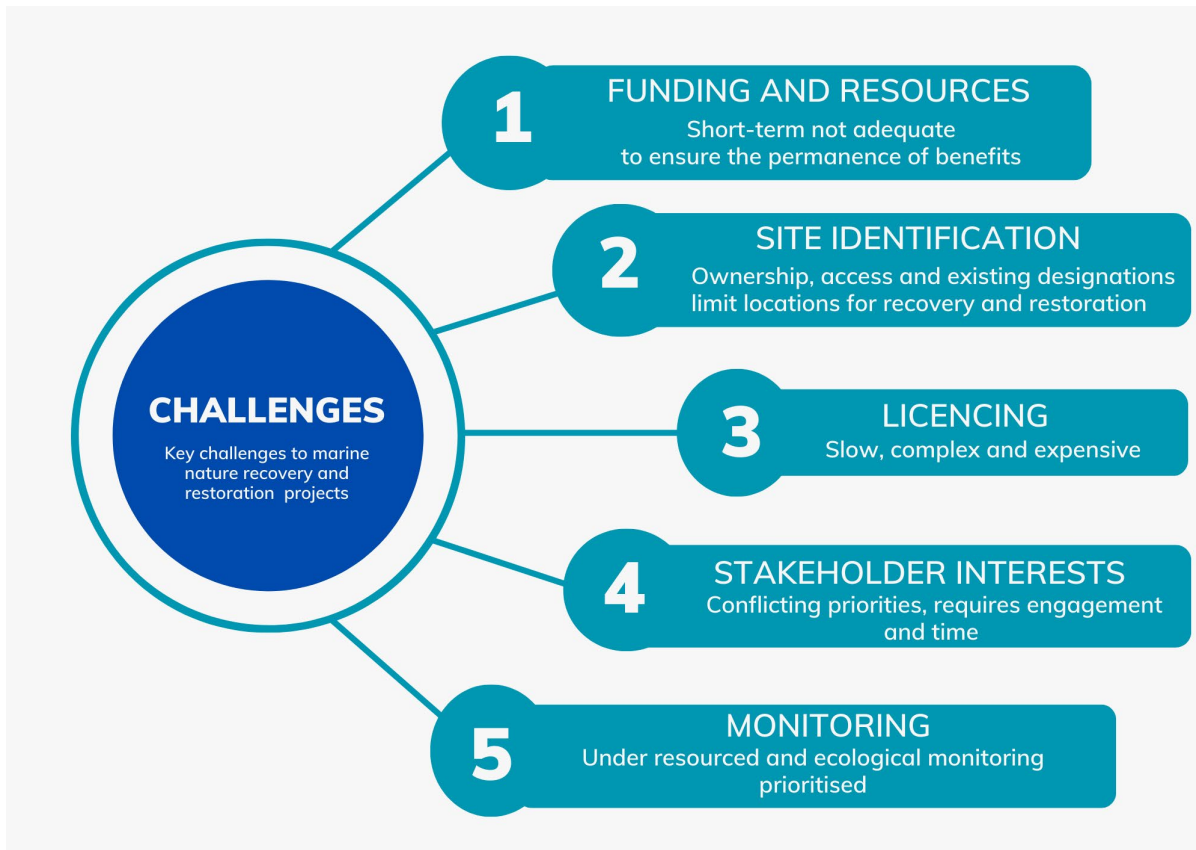 CHALLENGES
Key challenges to marine
nature recovery and
restoration projects
1
FUNDING AND RESOURCES
Short-term not adequate
to ensure the permanence of benefits
2
SITE IDENTIFICATION
Ownership, access and existing designations
limit locations for recovery and restoration
3
LICENCING
Slow, complex and expensive
4
STAKEHOLDER INTERESTS
Conflicting priorities, requires engagement
and time
5
MONITORING
Under resourced and ecological monitoring
prioritised